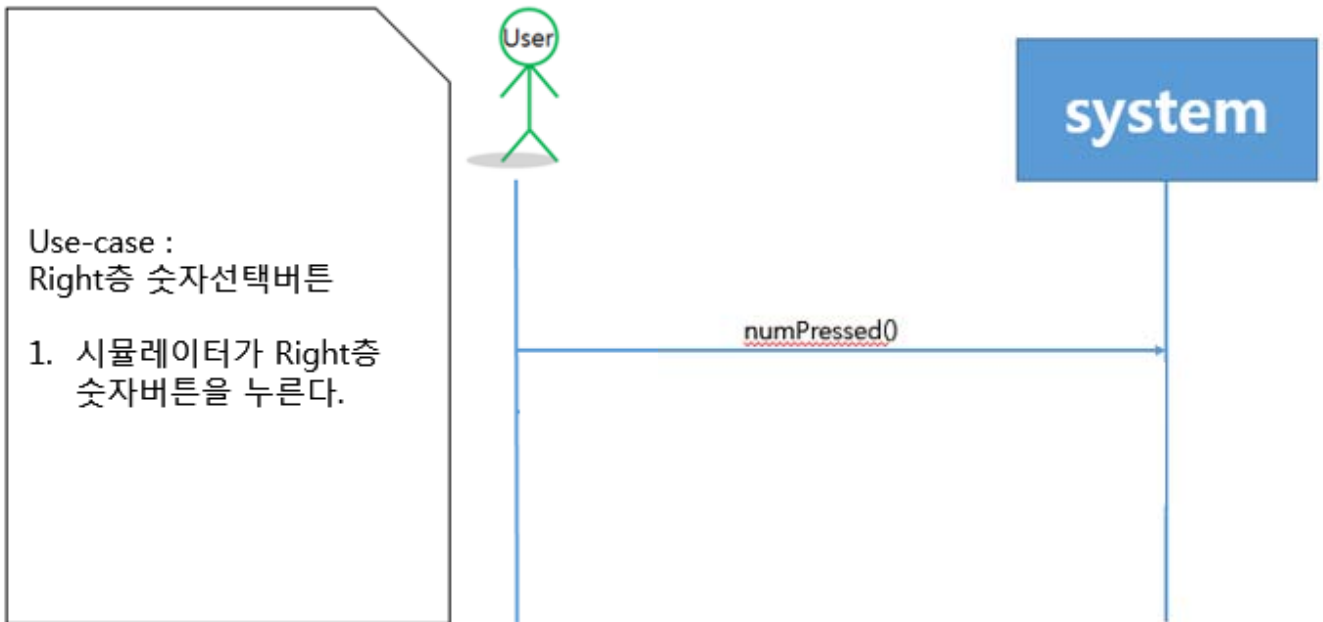 User
system
Use-case :
Right층 숫자선택버튼
1. 시뮬레이터가 Right층
숫자버튼을 누른다.
numPressed()